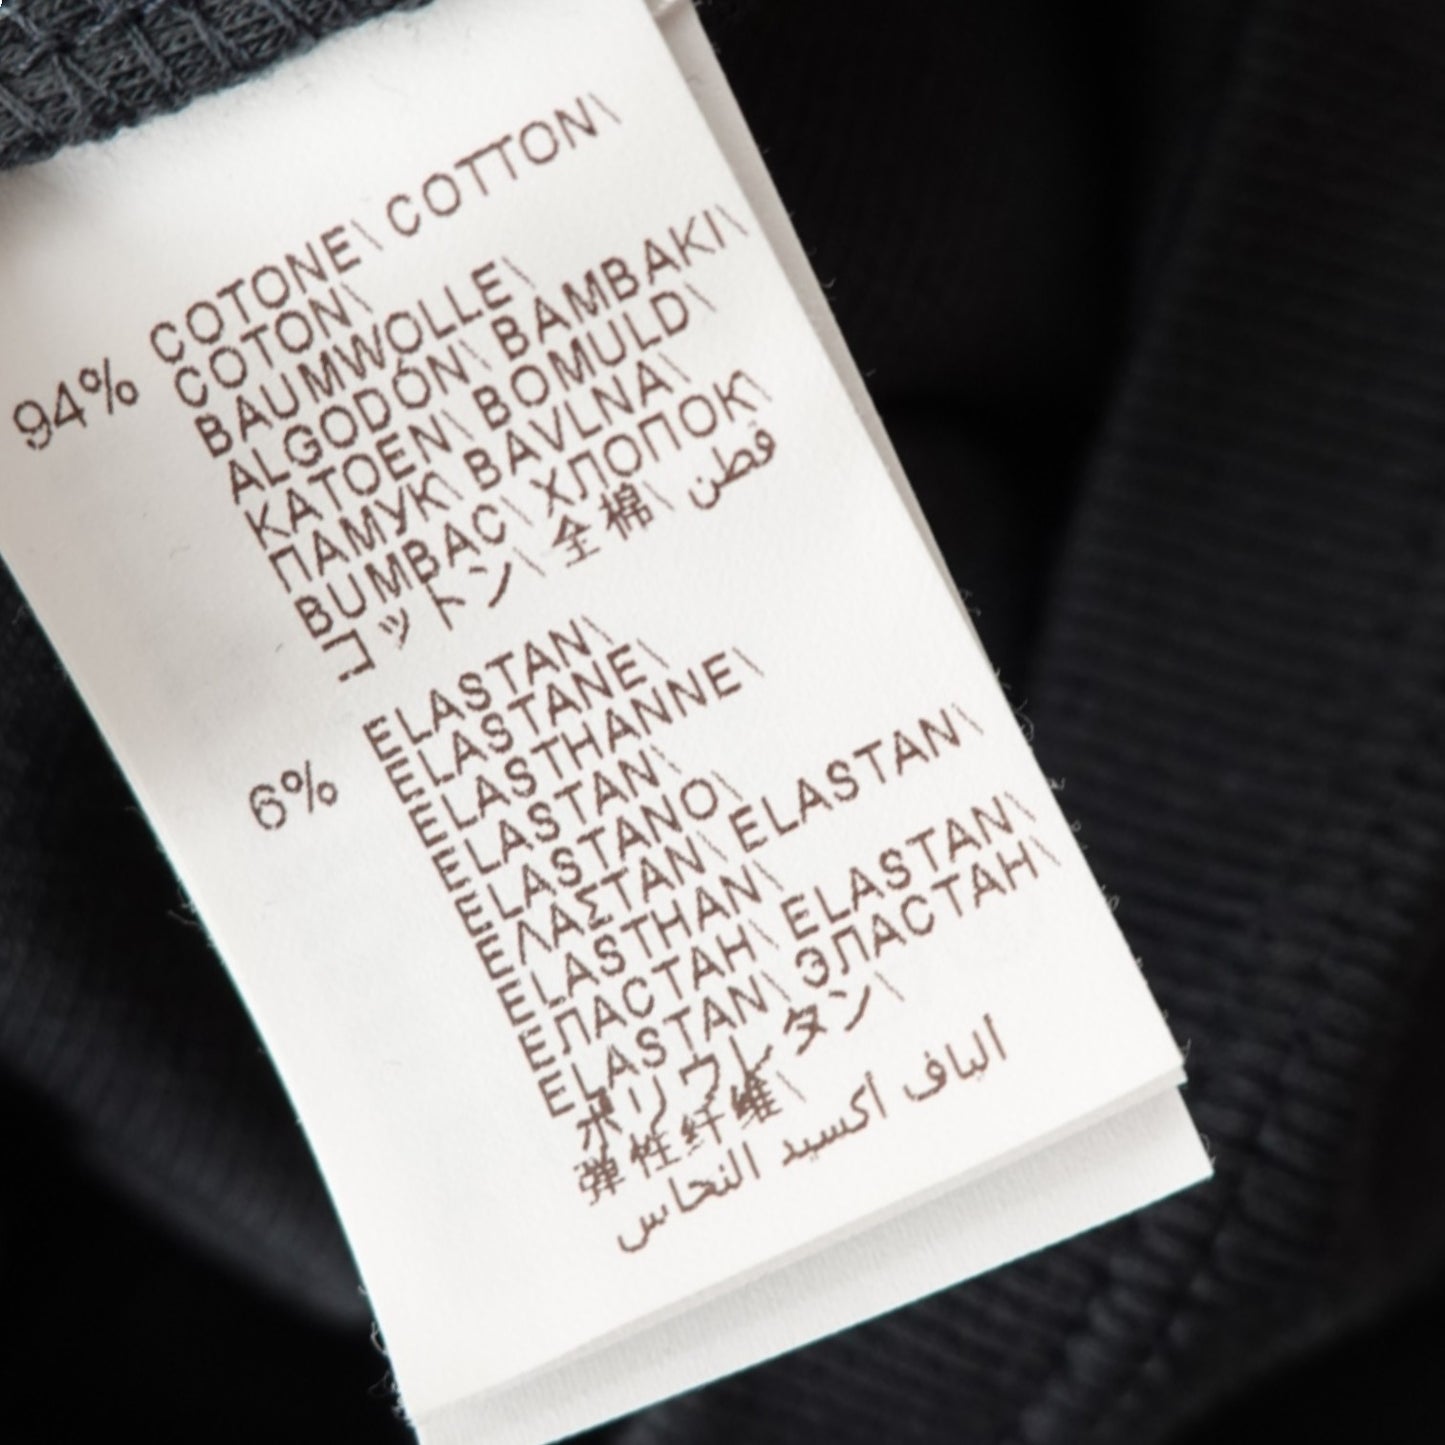 94% COTONE\ COTTON\
COTON\
BAUMWOLLE\
ALGODÓN\ BAMBAKI\
KATOEN\ BOMULD\
ПАМУК\ BAVLNA\
BUMBAC\ ХЛОПОК\
コットン\ 全棉\ قطن
6% ELASTAN\
ELASTANE\
ELASTHANNE\
ELASTAN\
ELASTANO\
ΕΛΑΣΤΑΝ\ ELASTAN\
ELASTHAN\
ЕЛАСТАН\ ELASTAN\
ELASTAN\ ЭЛАСТАН\
ポリウレタン\
弹性纤维\
الياف اكسيد النحاس